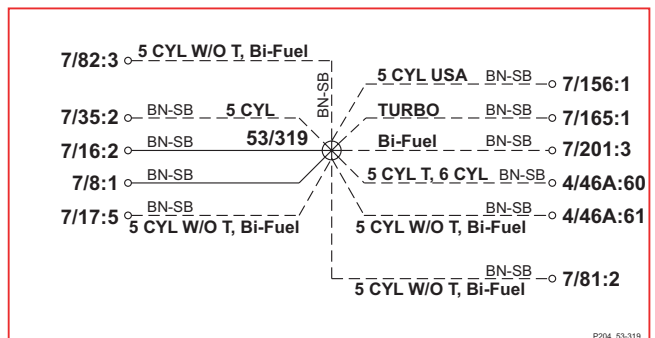 7/82:3 5 CYL W/O T, Bi-Fuel
BN-SB
5 CYL USA BN-SB 7/156:1
7/35:2 BN-SB 5 CYL
TURBO BN-SB 7/165:1
7/16:2 BN-SB 53/319
Bi-Fuel BN-SB 7/201:3
7/8:1 BN-SB
5 CYL T, 6 CYL BN-SB 4/46A:60
7/17:5 BN-SB
5 CYL W/O T, Bi-Fuel
BN-SB 4/46A:61
5 CYL W/O T, Bi-Fuel
BN-SB 7/81:2
5 CYL W/O T, Bi-Fuel
P204_53-319